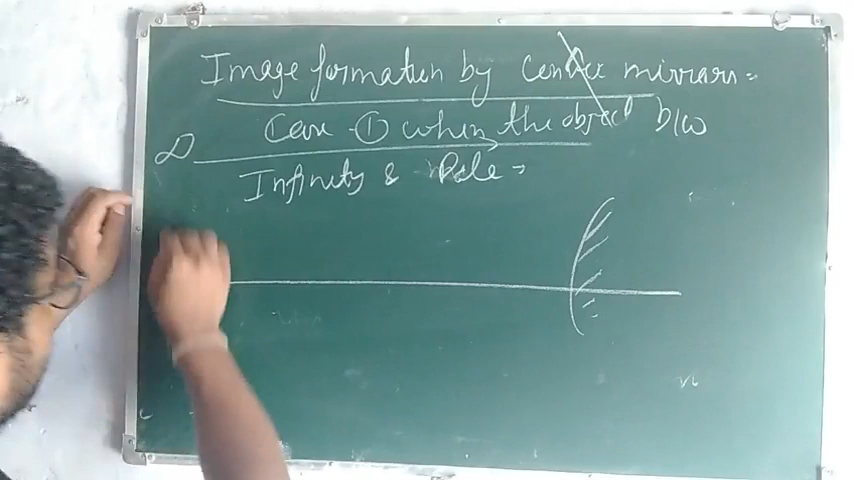 Image formation by Convex mirrors =
Case - ① when the object b/w
∞
Infinity & Pole =